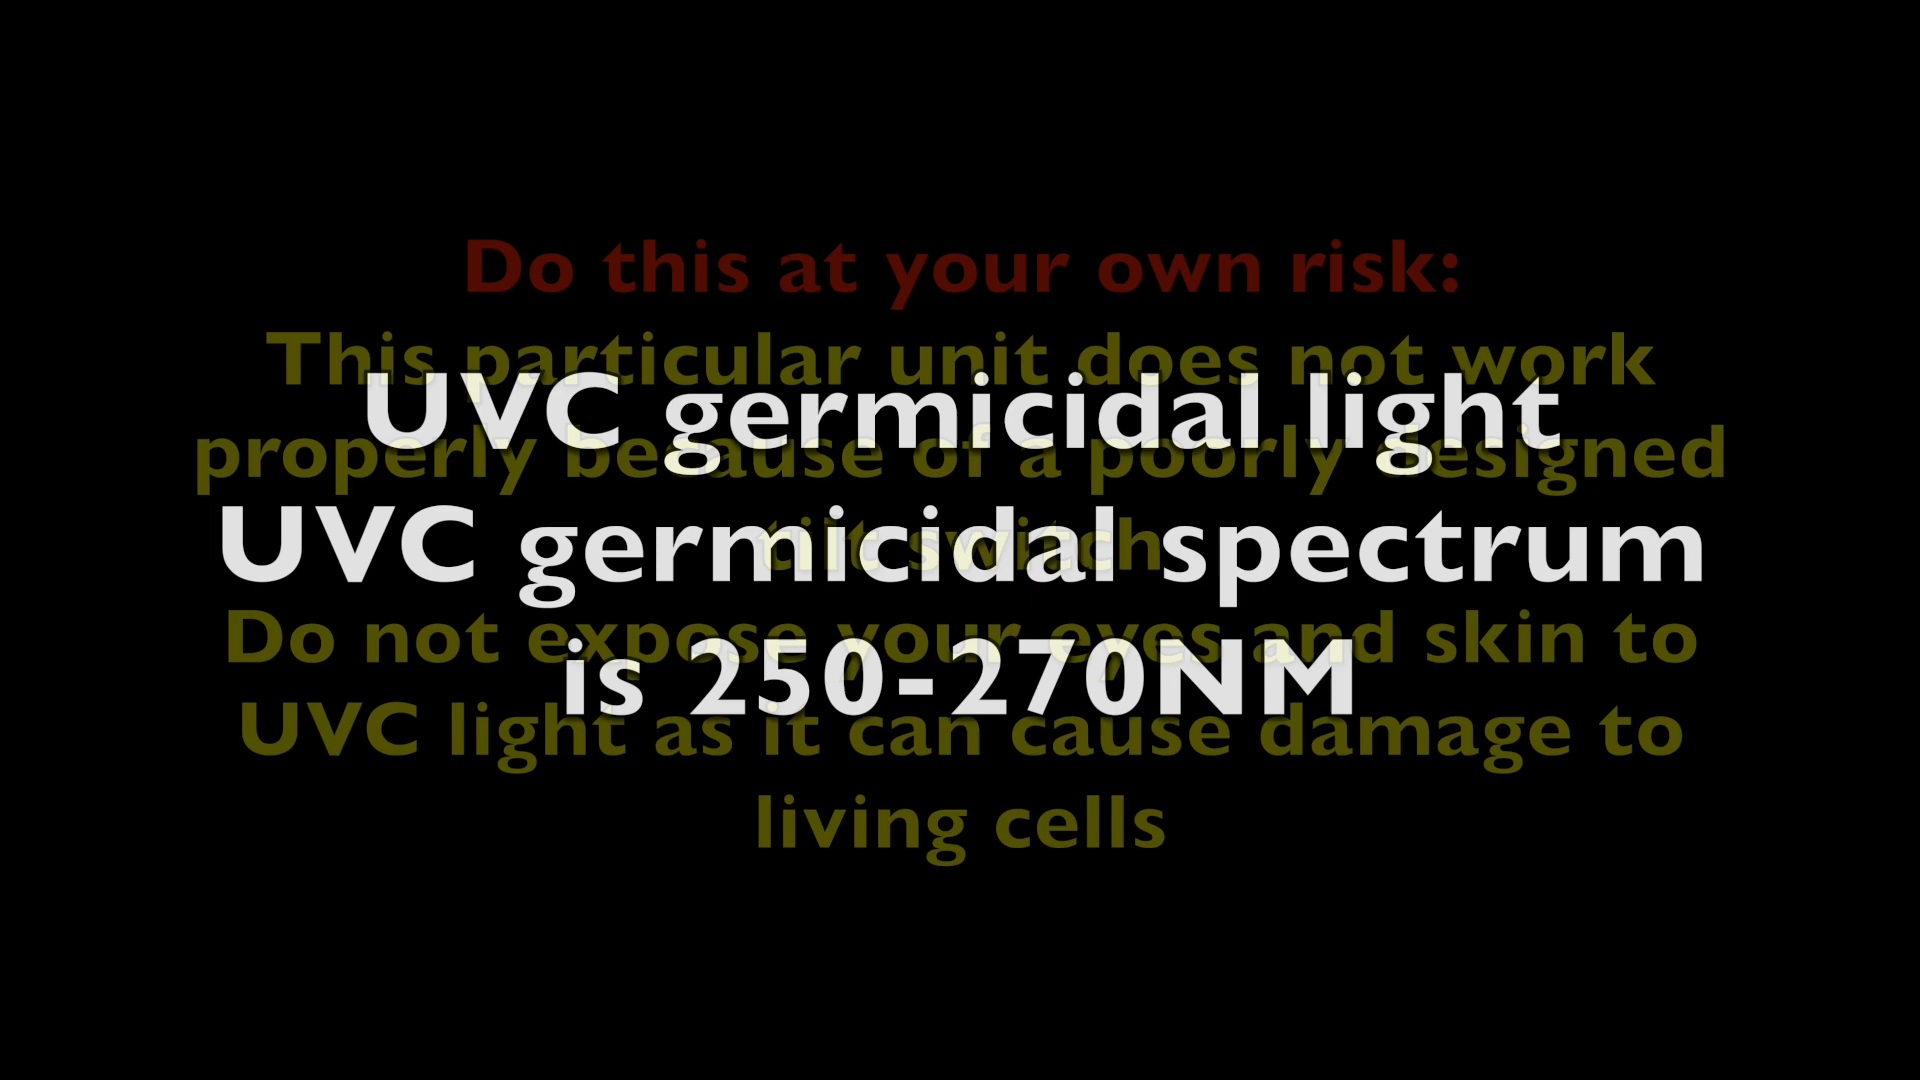 Do this at your own risk:
This particular unit does not work
properly because of a poorly designed
tilt switch
Do not expose your eyes and skin to
UVC light as it can cause damage to
living cells
UVC germicidal light
UVC germicidal spectrum
is 250-270NM